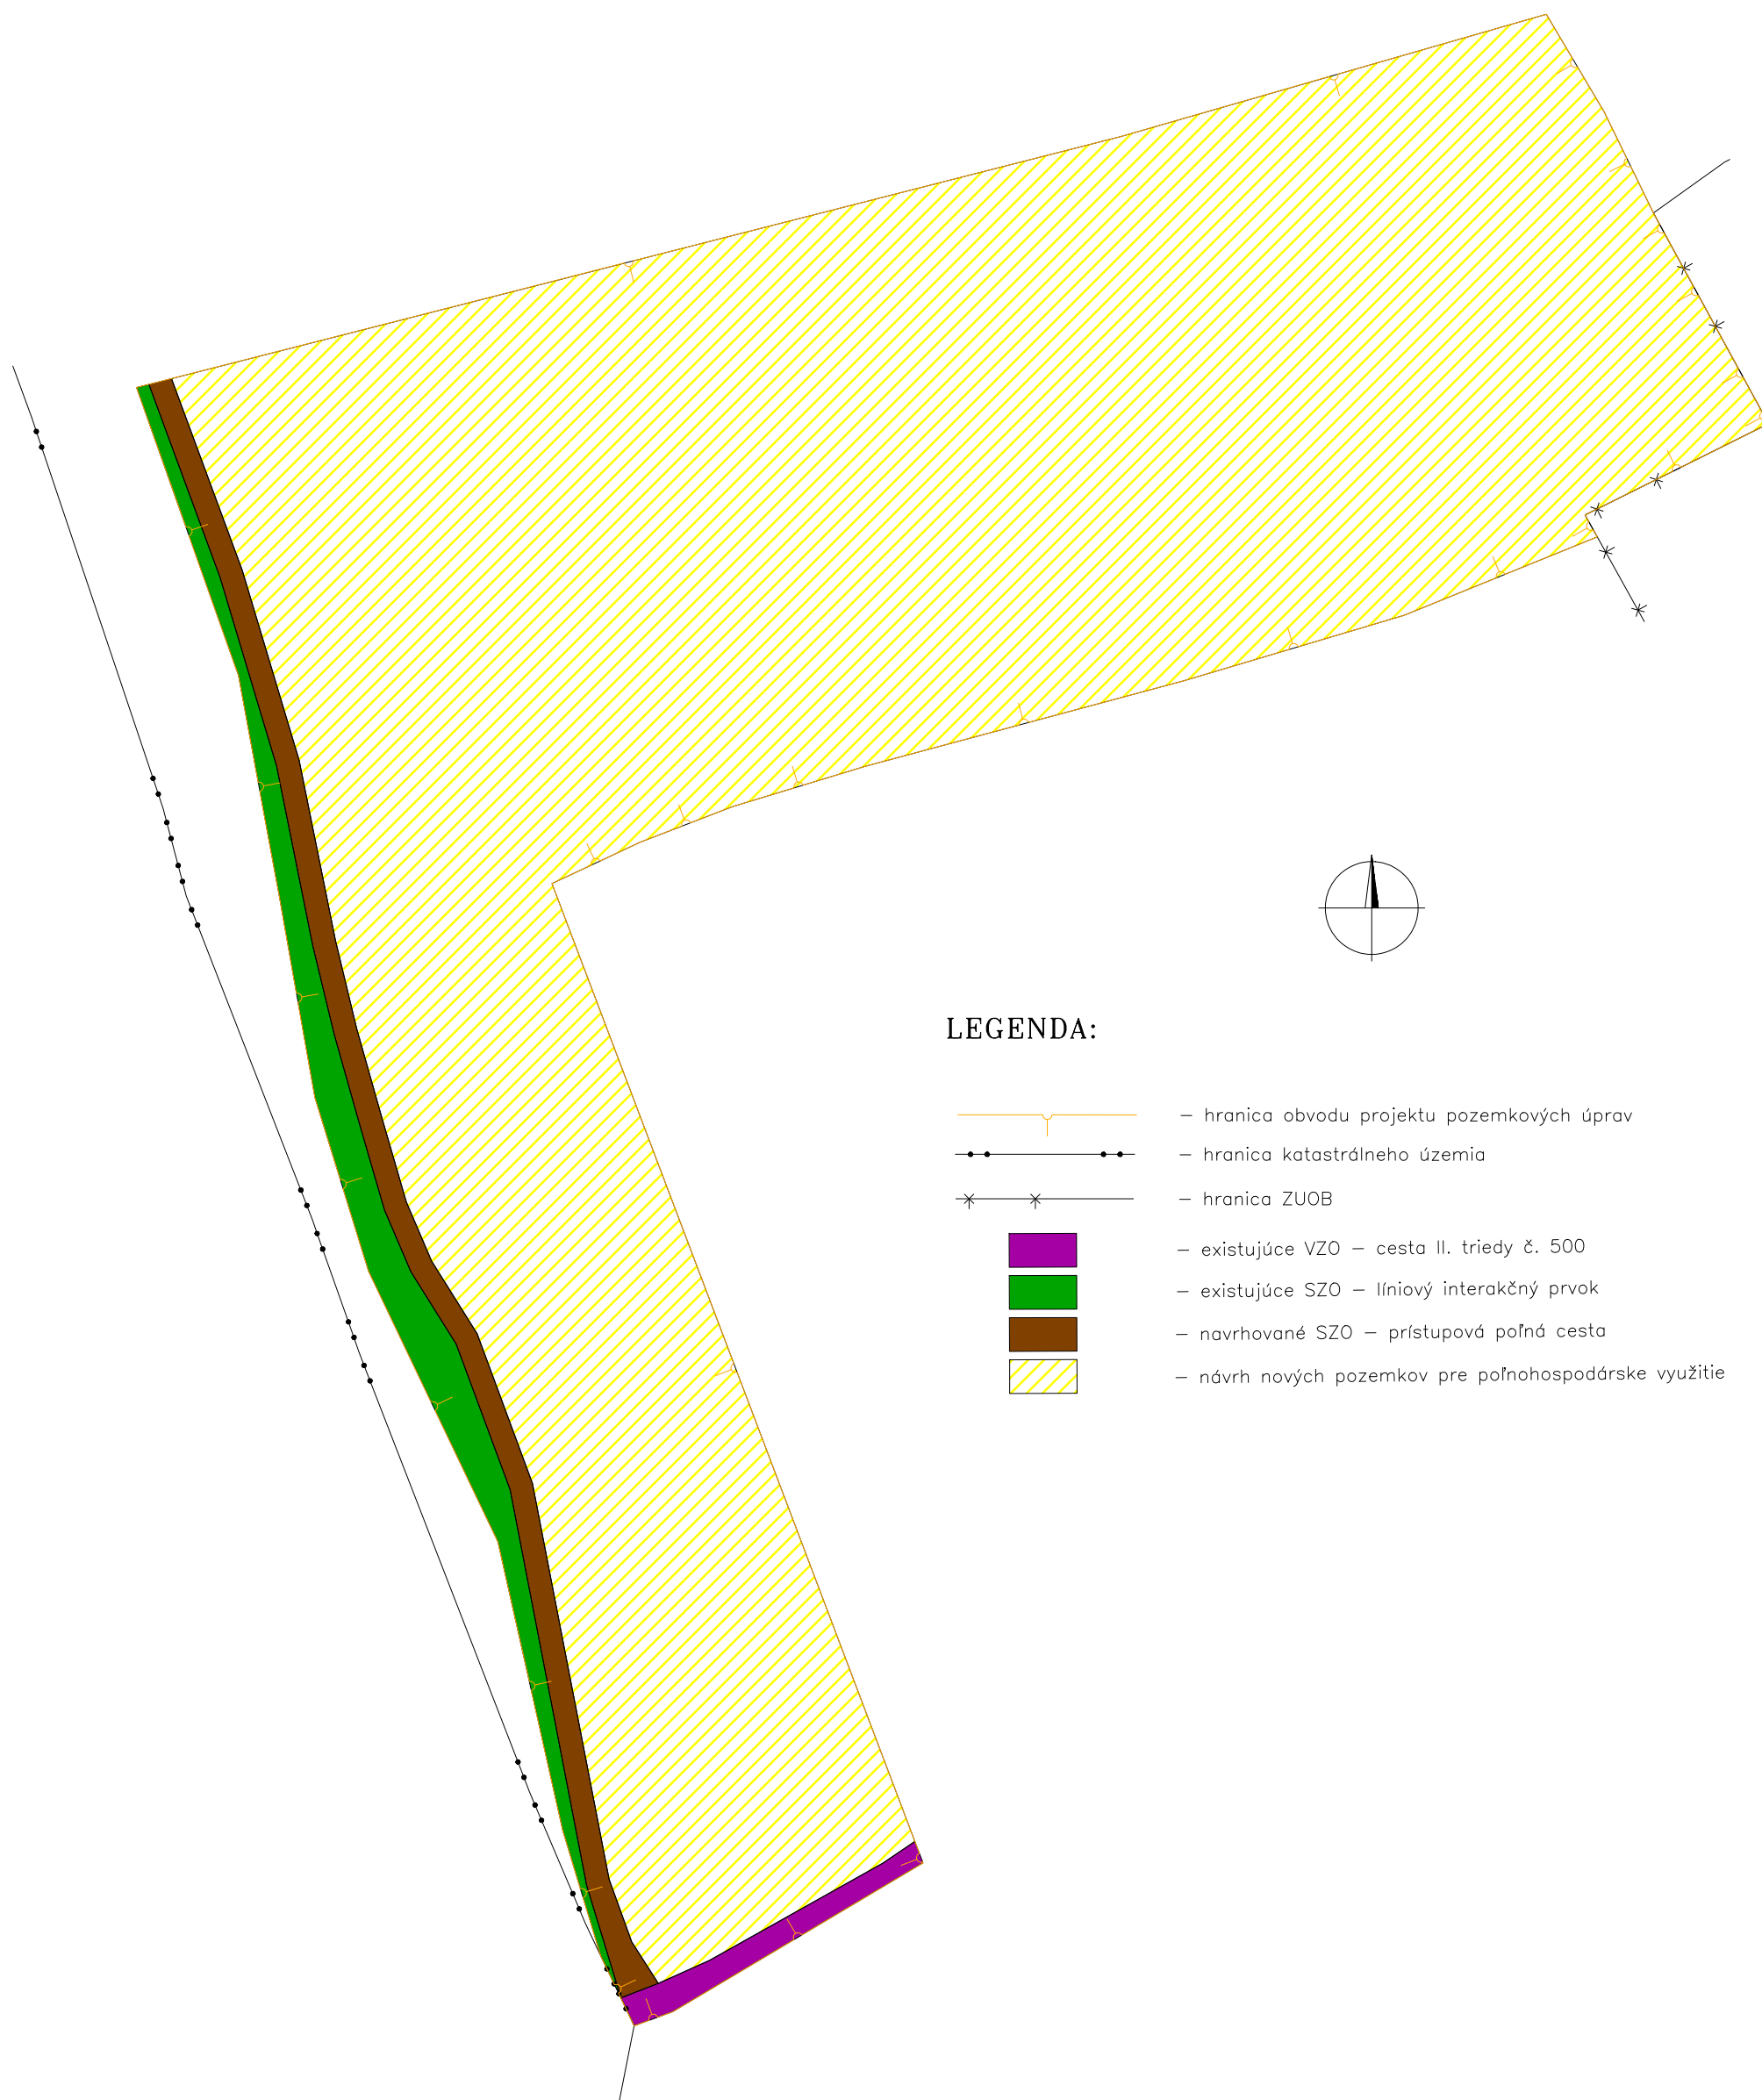 LEGENDA:
– hranica obvodu projektu pozemkových úprav
– hranica katastrálneho územia
– hranica ZUOB
– existujúce VZO – cesta II. triedy č. 500
– existujúce SZO – líniový interakčný prvok
– navrhované SZO – prístupová poľná cesta
– návrh nových pozemkov pre poľnohospodárske využitie